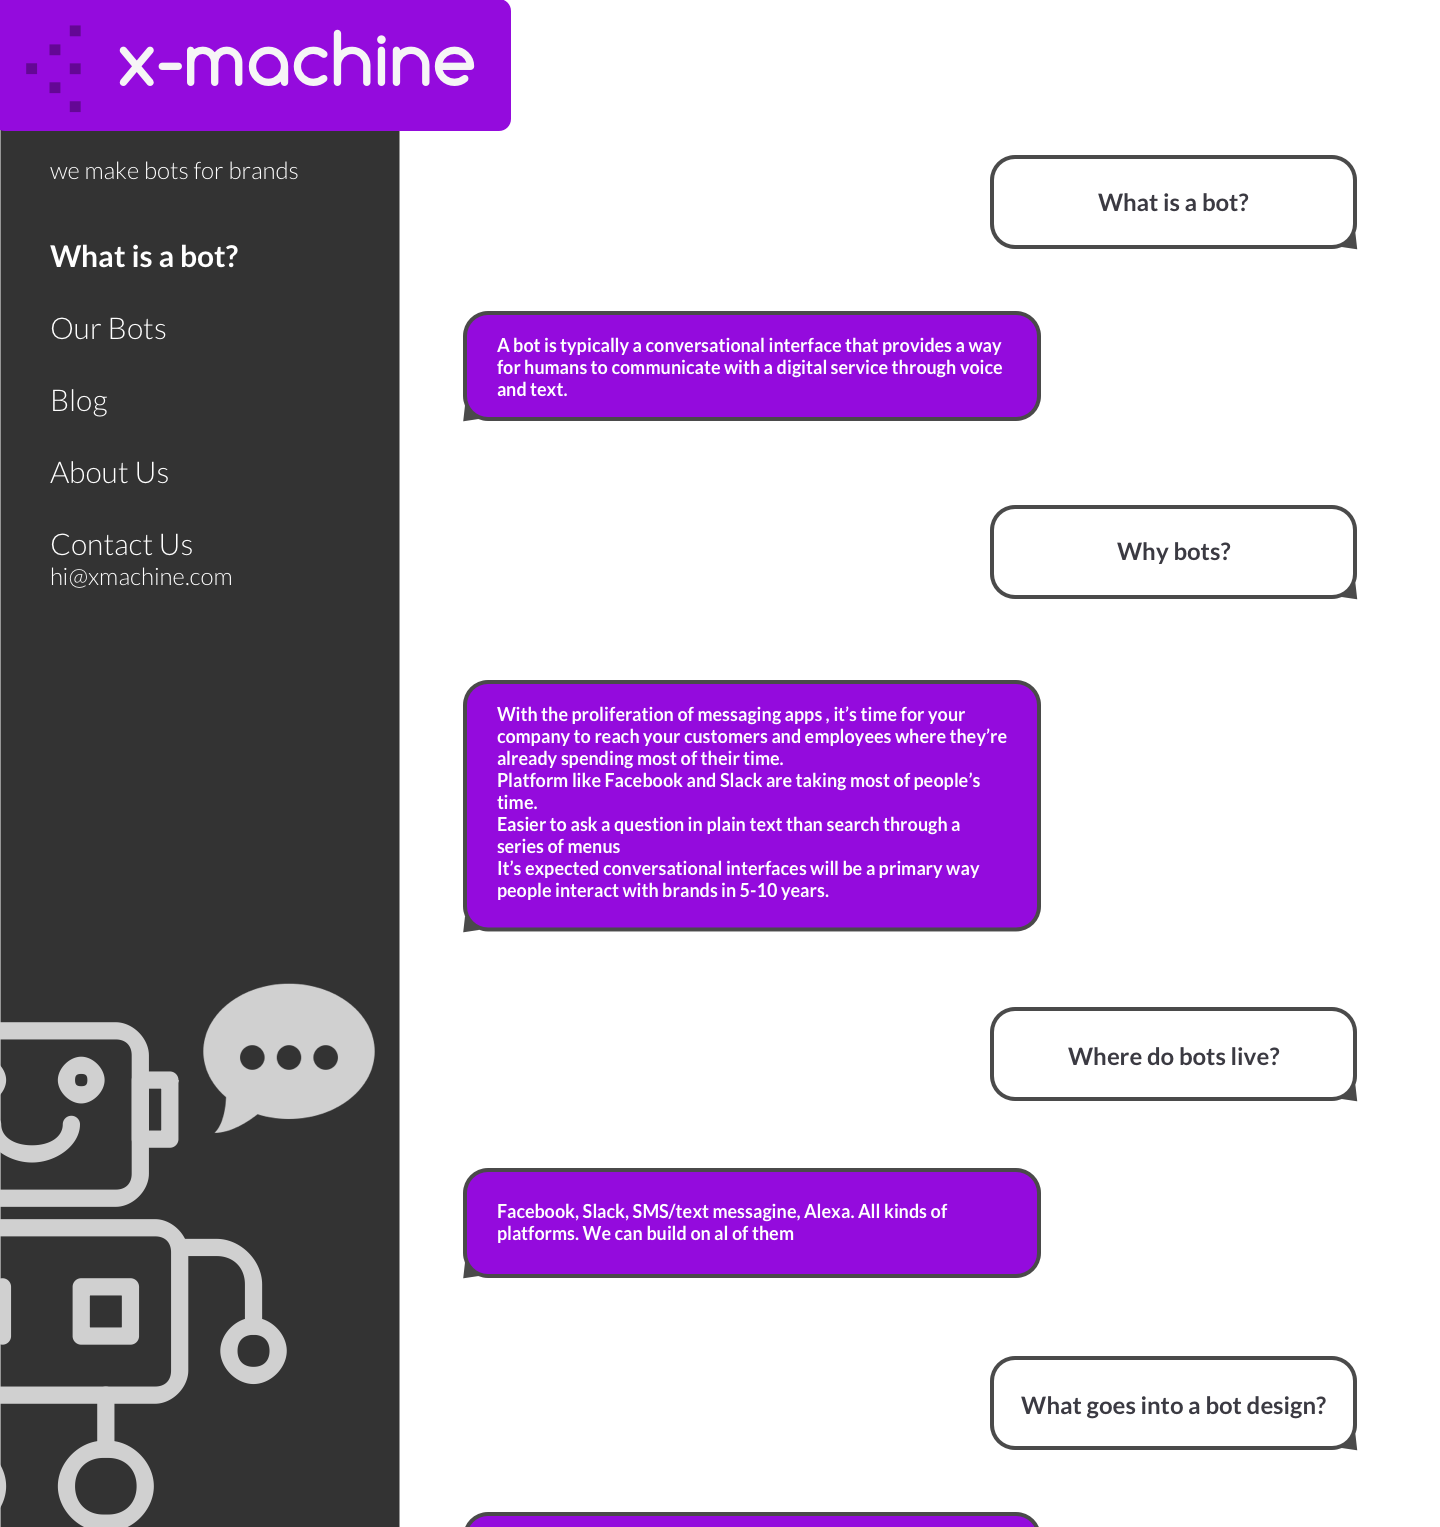 x-machine
we make bots for brands
What is a bot?
Our Bots
Blog
About Us
Contact Us
hi@xmachine.com
What is a bot?
A bot is typically a conversational interface that provides a way
for humans to communicate with a digital service through voice
and text.
Why bots?
With the proliferation of messaging apps , it’s time for your
company to reach your customers and employees where they’re
already spending most of their time.
Platform like Facebook and Slack are taking most of people’s
time.
Easier to ask a question in plain text than search through a
series of menus
It’s expected conversational interfaces will be a primary way
people interact with brands in 5-10 years.
Where do bots live?
Facebook, Slack, SMS/text messagine, Alexa. All kinds of
platforms. We can build on al of them
What goes into a bot design?